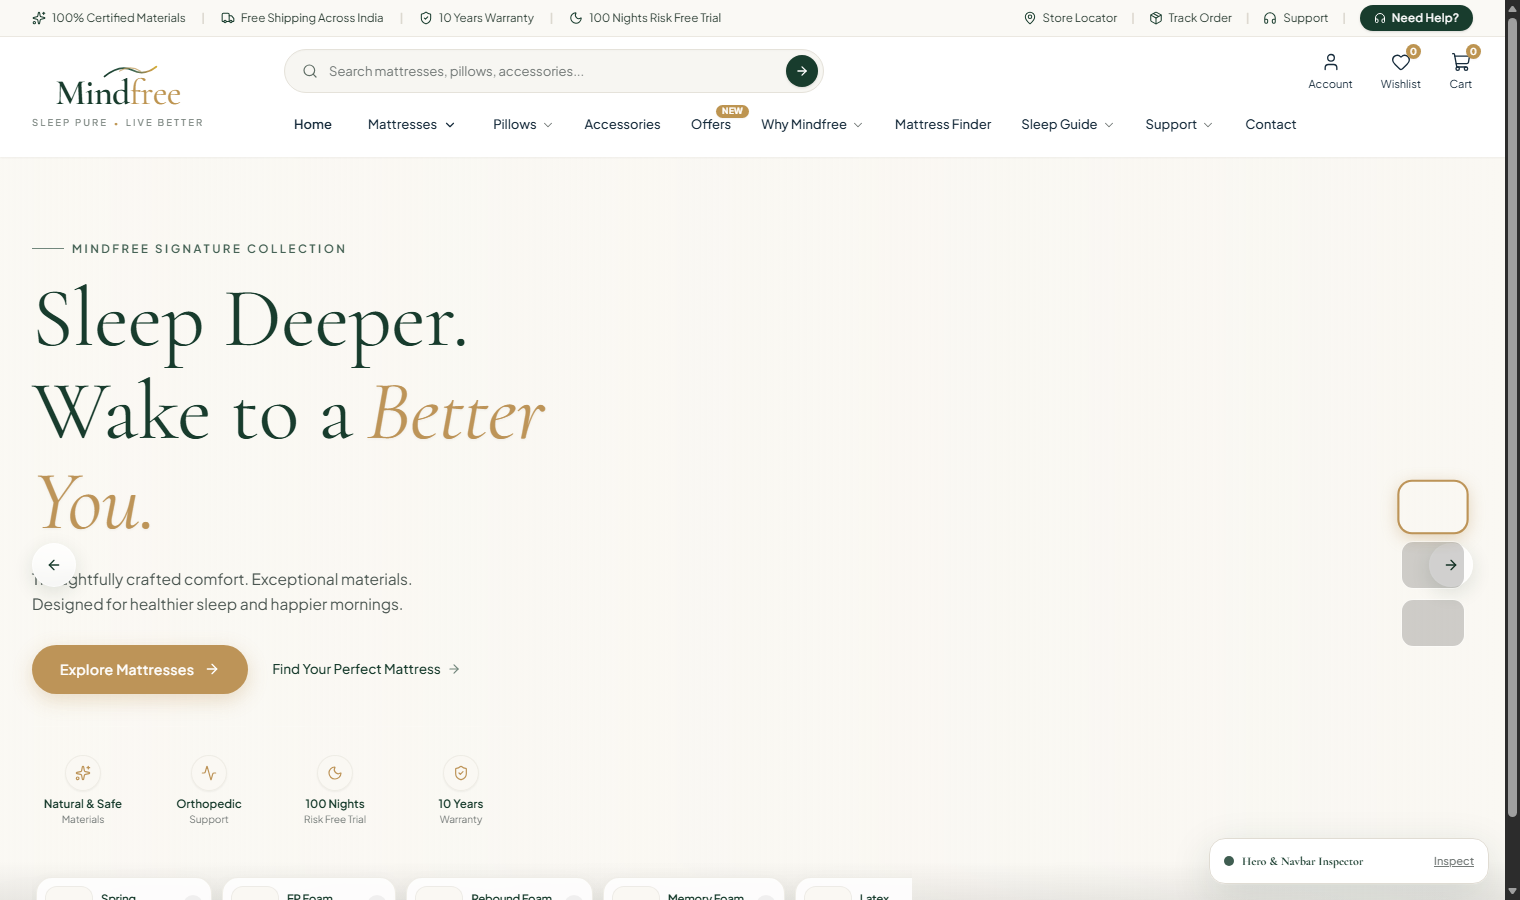 100% Certified Materials | Free Shipping Across India | 10 Years Warranty | 100 Nights Risk Free Trial
Store Locator | Track Order | Support | Need Help?
Mindfree
SLEEP PURE • LIVE BETTER
Search mattresses, pillows, accessories...
Account
0
Wishlist
0
Cart
Home Mattresses Pillows Accessories Offers NEW Why Mindfree Mattress Finder Sleep Guide Support Contact
MINDFREE SIGNATURE COLLECTION
Sleep Deeper.
Wake to a Better
You.
ghtfully crafted comfort. Exceptional materials.
Designed for healthier sleep and happier mornings.
Explore Mattresses
Find Your Perfect Mattress
Natural & Safe
Materials
Orthopedic
Support
100 Nights
Risk Free Trial
10 Years
Warranty
Hero & Navbar Inspector Inspect
Spring EP Foam Rebound Foam Memory Foam Latex